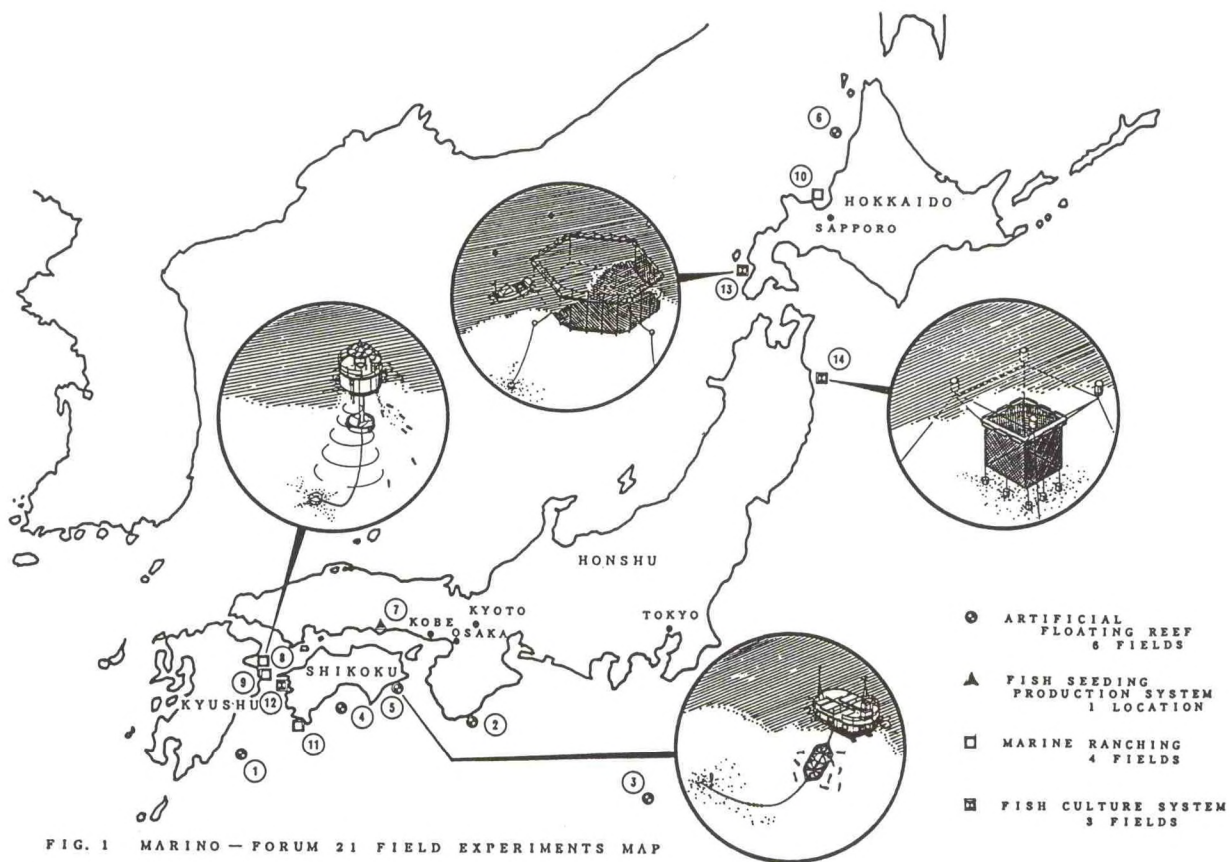 6
10
HOKKAIDO
SAPPORO
13
14
HONSHU
7
KYOTO
KOBE
OSAKA
TOKYO
8
SHIKOKU
9
KYUSHU
12
4
5
2
11
1
3
ARTIFICIAL
FLOATING REEF
6 FIELDS
FISH SEEDING
PRODUCTION SYSTEM
1 LOCATION
MARINE RANCHING
4 FIELDS
FISH CULTURE SYSTEM
3 FIELDS
FIG. 1 MARINO — FORUM 21 FIELD EXPERIMENTS MAP